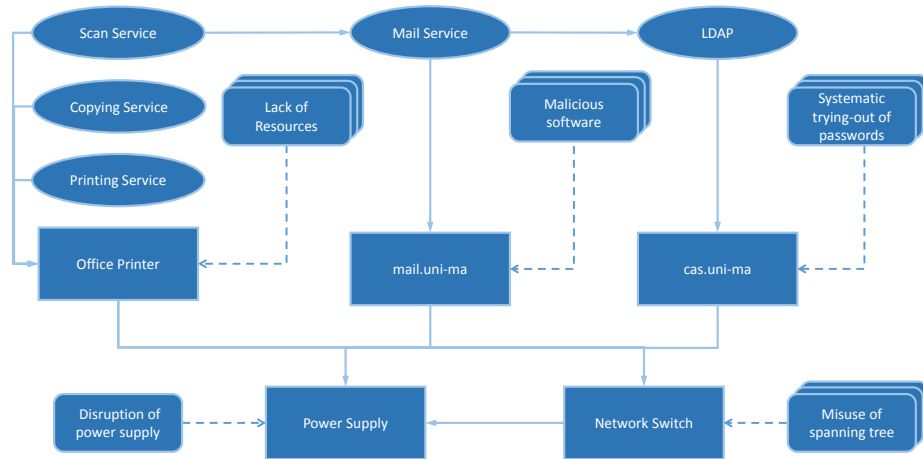 Scan Service
Mail Service
LDAP
Copying Service
Lack of
Resources
Malicious
software
Systematic
trying-out of
passwords
Printing Service
Office Printer
mail.uni-ma
cas.uni-ma
Disruption of
power supply
Power Supply
Network Switch
Misuse of
spanning tree